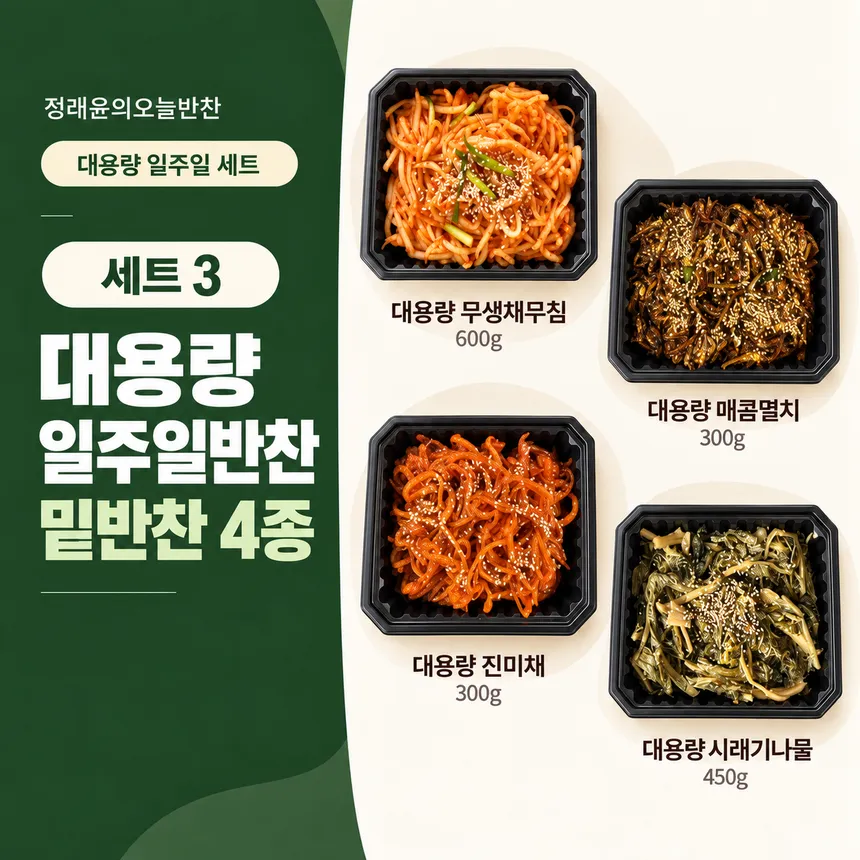 정래윤의오늘반찬
대용량 일주일 세트
세트 3
대용량
일주일반찬
밑반찬 4종
대용량 무생채무침
600g
대용량 매콤멸치
300g
대용량 진미채
300g
대용량 시래기나물
450g